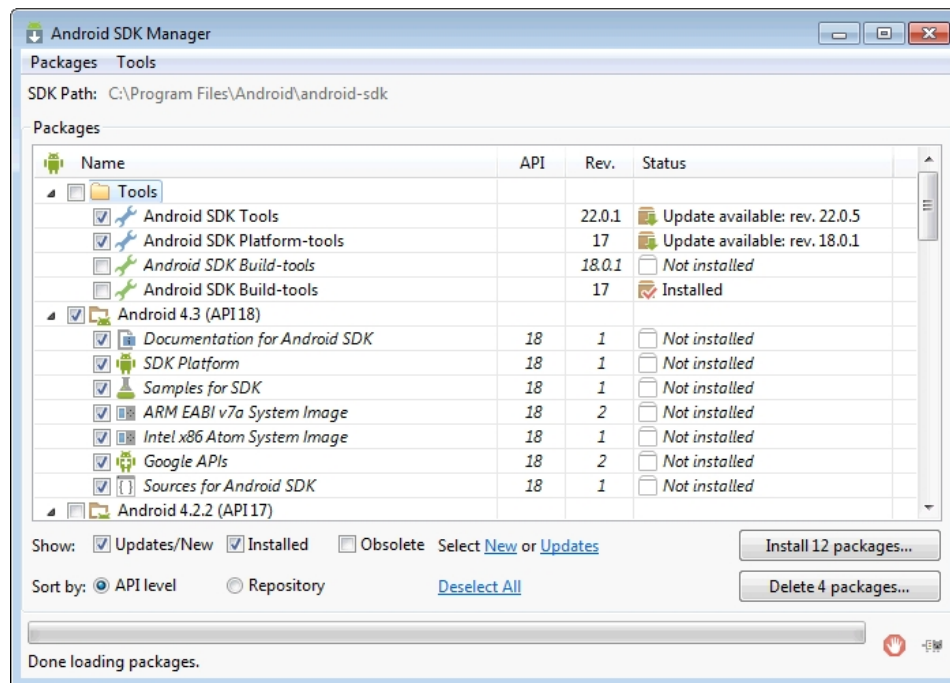 Android SDK Manager
Packages Tools
SDK Path: C:\Program Files\Android\android-sdk
Packages
Name API Rev. Status
Tools
Android SDK Tools 22.0.1 Update available: rev. 22.0.5
Android SDK Platform-tools 17 Update available: rev. 18.0.1
Android SDK Build-tools 18.0.1 Not installed
Android SDK Build-tools 17 Installed
Android 4.3 (API 18)
Documentation for Android SDK 18 1 Not installed
SDK Platform 18 1 Not installed
Samples for SDK 18 1 Not installed
ARM EABI v7a System Image 18 2 Not installed
Intel x86 Atom System Image 18 1 Not installed
Google APIs 18 2 Not installed
Sources for Android SDK 18 1 Not installed
Android 4.2.2 (API 17)
Show: Updates/New Installed Obsolete Select New or Updates Install 12 packages...
Sort by: API level Repository Deselect All Delete 4 packages...
Done loading packages.